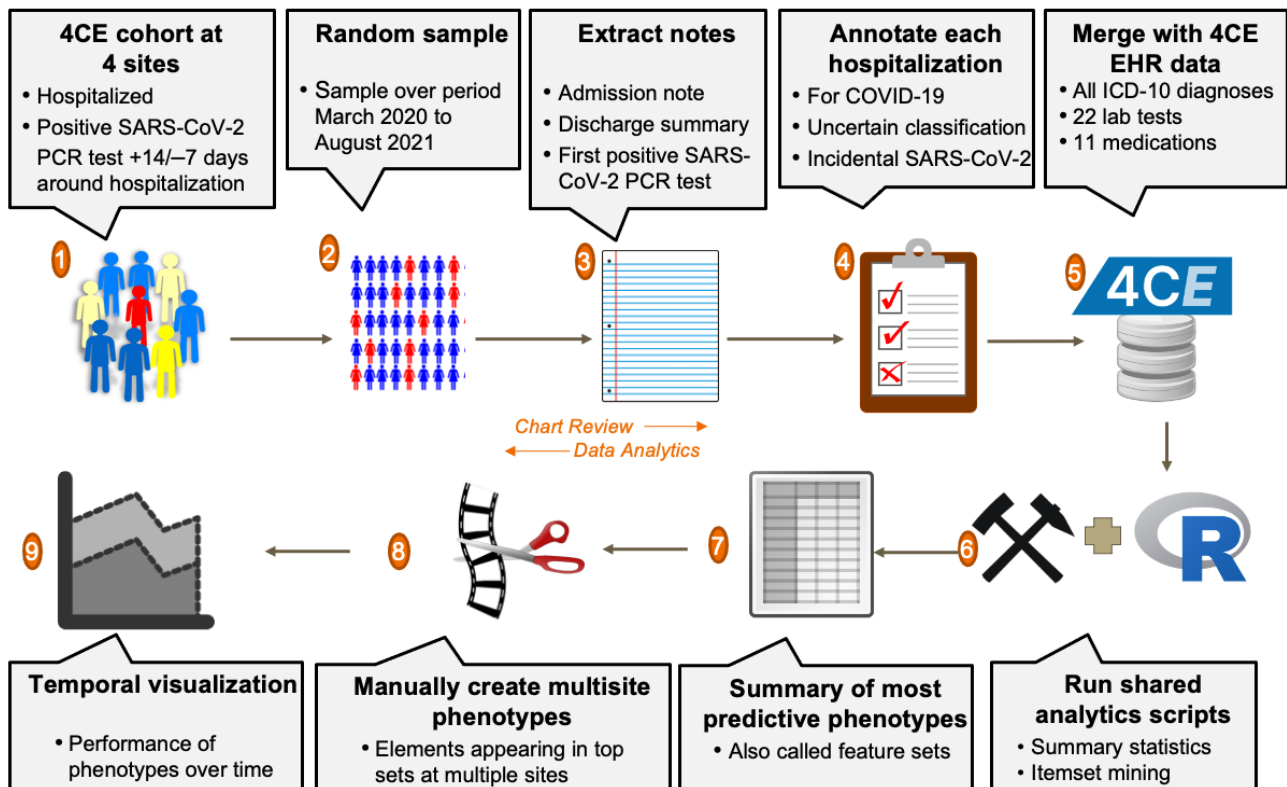 4CE cohort at
4 sites
• Hospitalized
• Positive SARS-CoV-2
PCR test +14/–7 days
around hospitalization
Random sample
• Sample over period
March 2020 to
August 2021
Extract notes
• Admission note
• Discharge summary
• First positive SARS-
CoV-2 PCR test
Annotate each
hospitalization
• For COVID-19
• Uncertain classification
• Incidental SARS-CoV-2
Merge with 4CE
EHR data
• All ICD-10 diagnoses
• 22 lab tests
• 11 medications
1
2
3
4
5
4CE
Chart Review
Data Analytics
9
8
7
6
R
Temporal visualization
• Performance of
phenotypes over time
Manually create multisite
phenotypes
• Elements appearing in top
sets at multiple sites
Summary of most
predictive phenotypes
• Also called feature sets
Run shared
analytics scripts
• Summary statistics
• Itemset mining